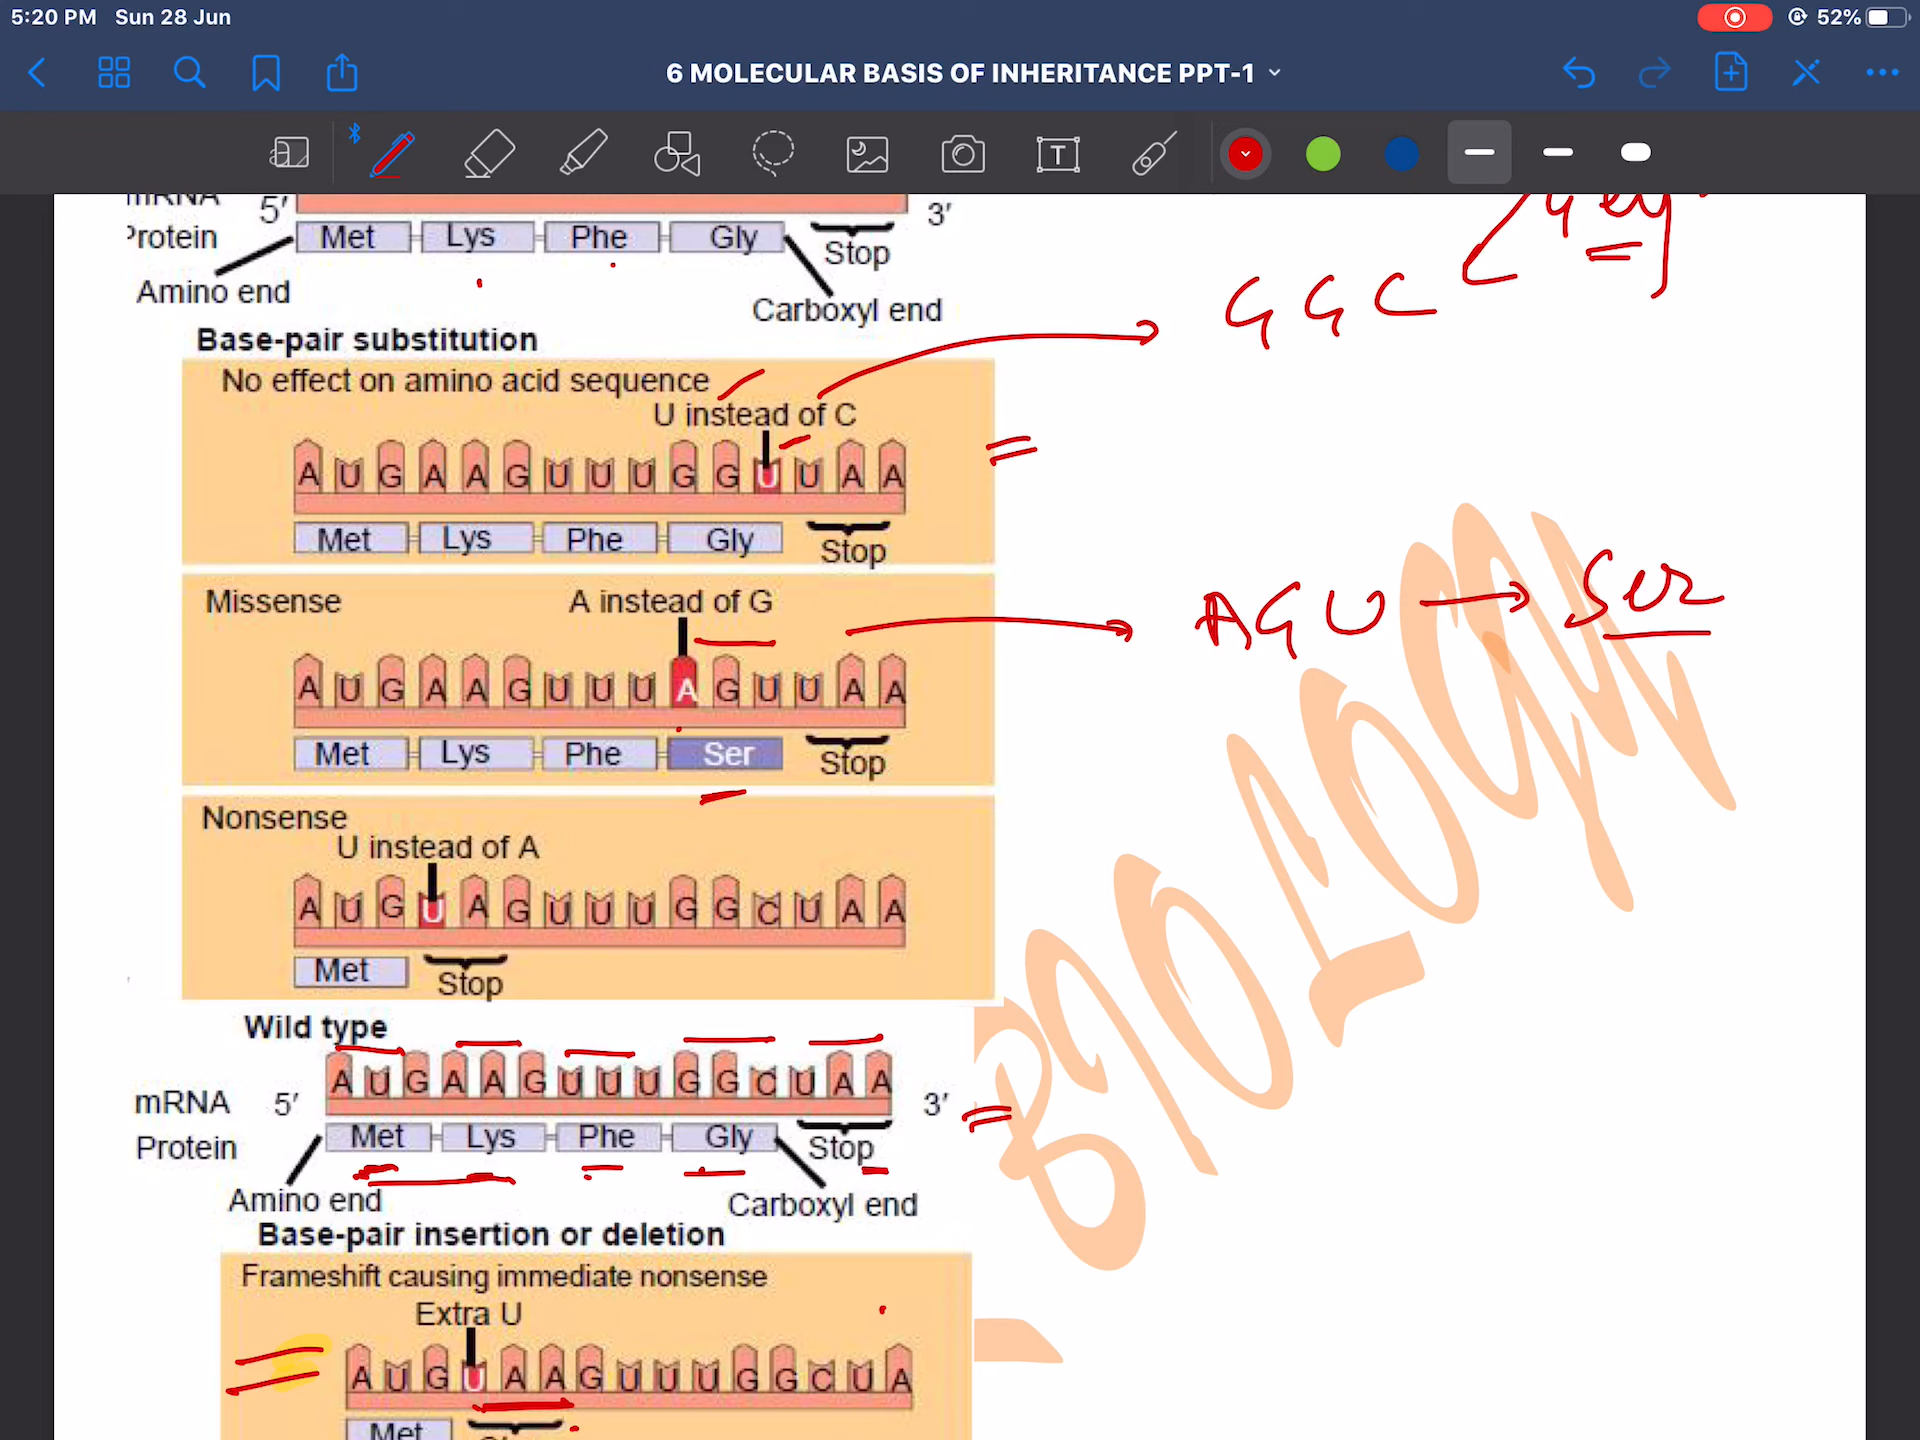 5:20 PM Sun 28 Jun
52%
6 MOLECULAR BASIS OF INHERITANCE PPT-1
mRNA 5′ 3′
Protein Met Lys Phe Gly Stop
Amino end
Carboxyl end
GGC
Base-pair substitution
No effect on amino acid sequence
U instead of C
A U G A A G U U U G G U U A A
Met Lys Phe Gly Stop
Missense A instead of G
AGU → Ser
A U G A A G U U U A G U U A A
Met Lys Phe Ser Stop
Nonsense
U instead of A
A U G U A G U U U G G C U A A
Met Stop
BIOLOGY
Wild type
A U G A A G U U U G G C U A A
mRNA 5′ 3′
Protein Met Lys Phe Gly Stop
Amino end
Carboxyl end
Base-pair insertion or deletion
Frameshift causing immediate nonsense
Extra U
A U G U A A G U U U G G C U A
Met